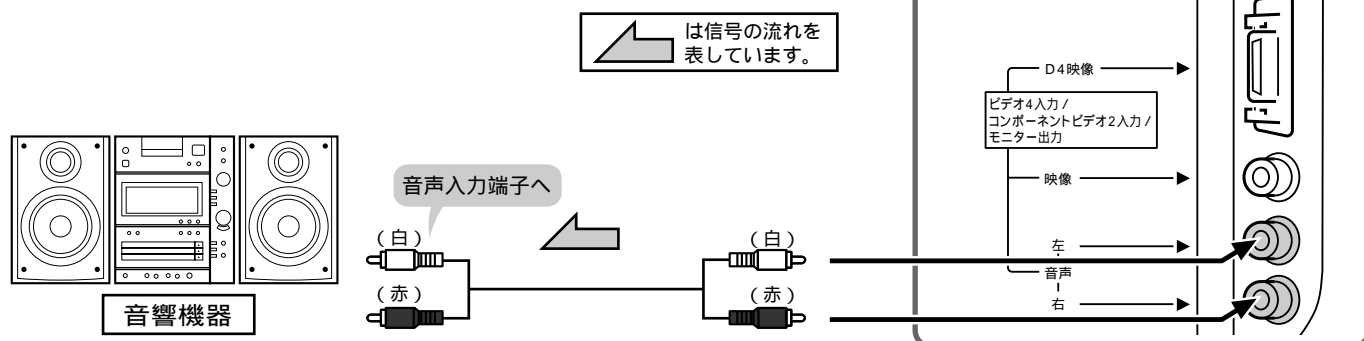 は信号の流れを
表しています。
D4映像
ビデオ4入力 /
コンポーネントビデオ2入力 /
モニター出力
映像
音声入力端子へ
(白)
(白)
左
音声
(赤)
(赤)
右
音響機器